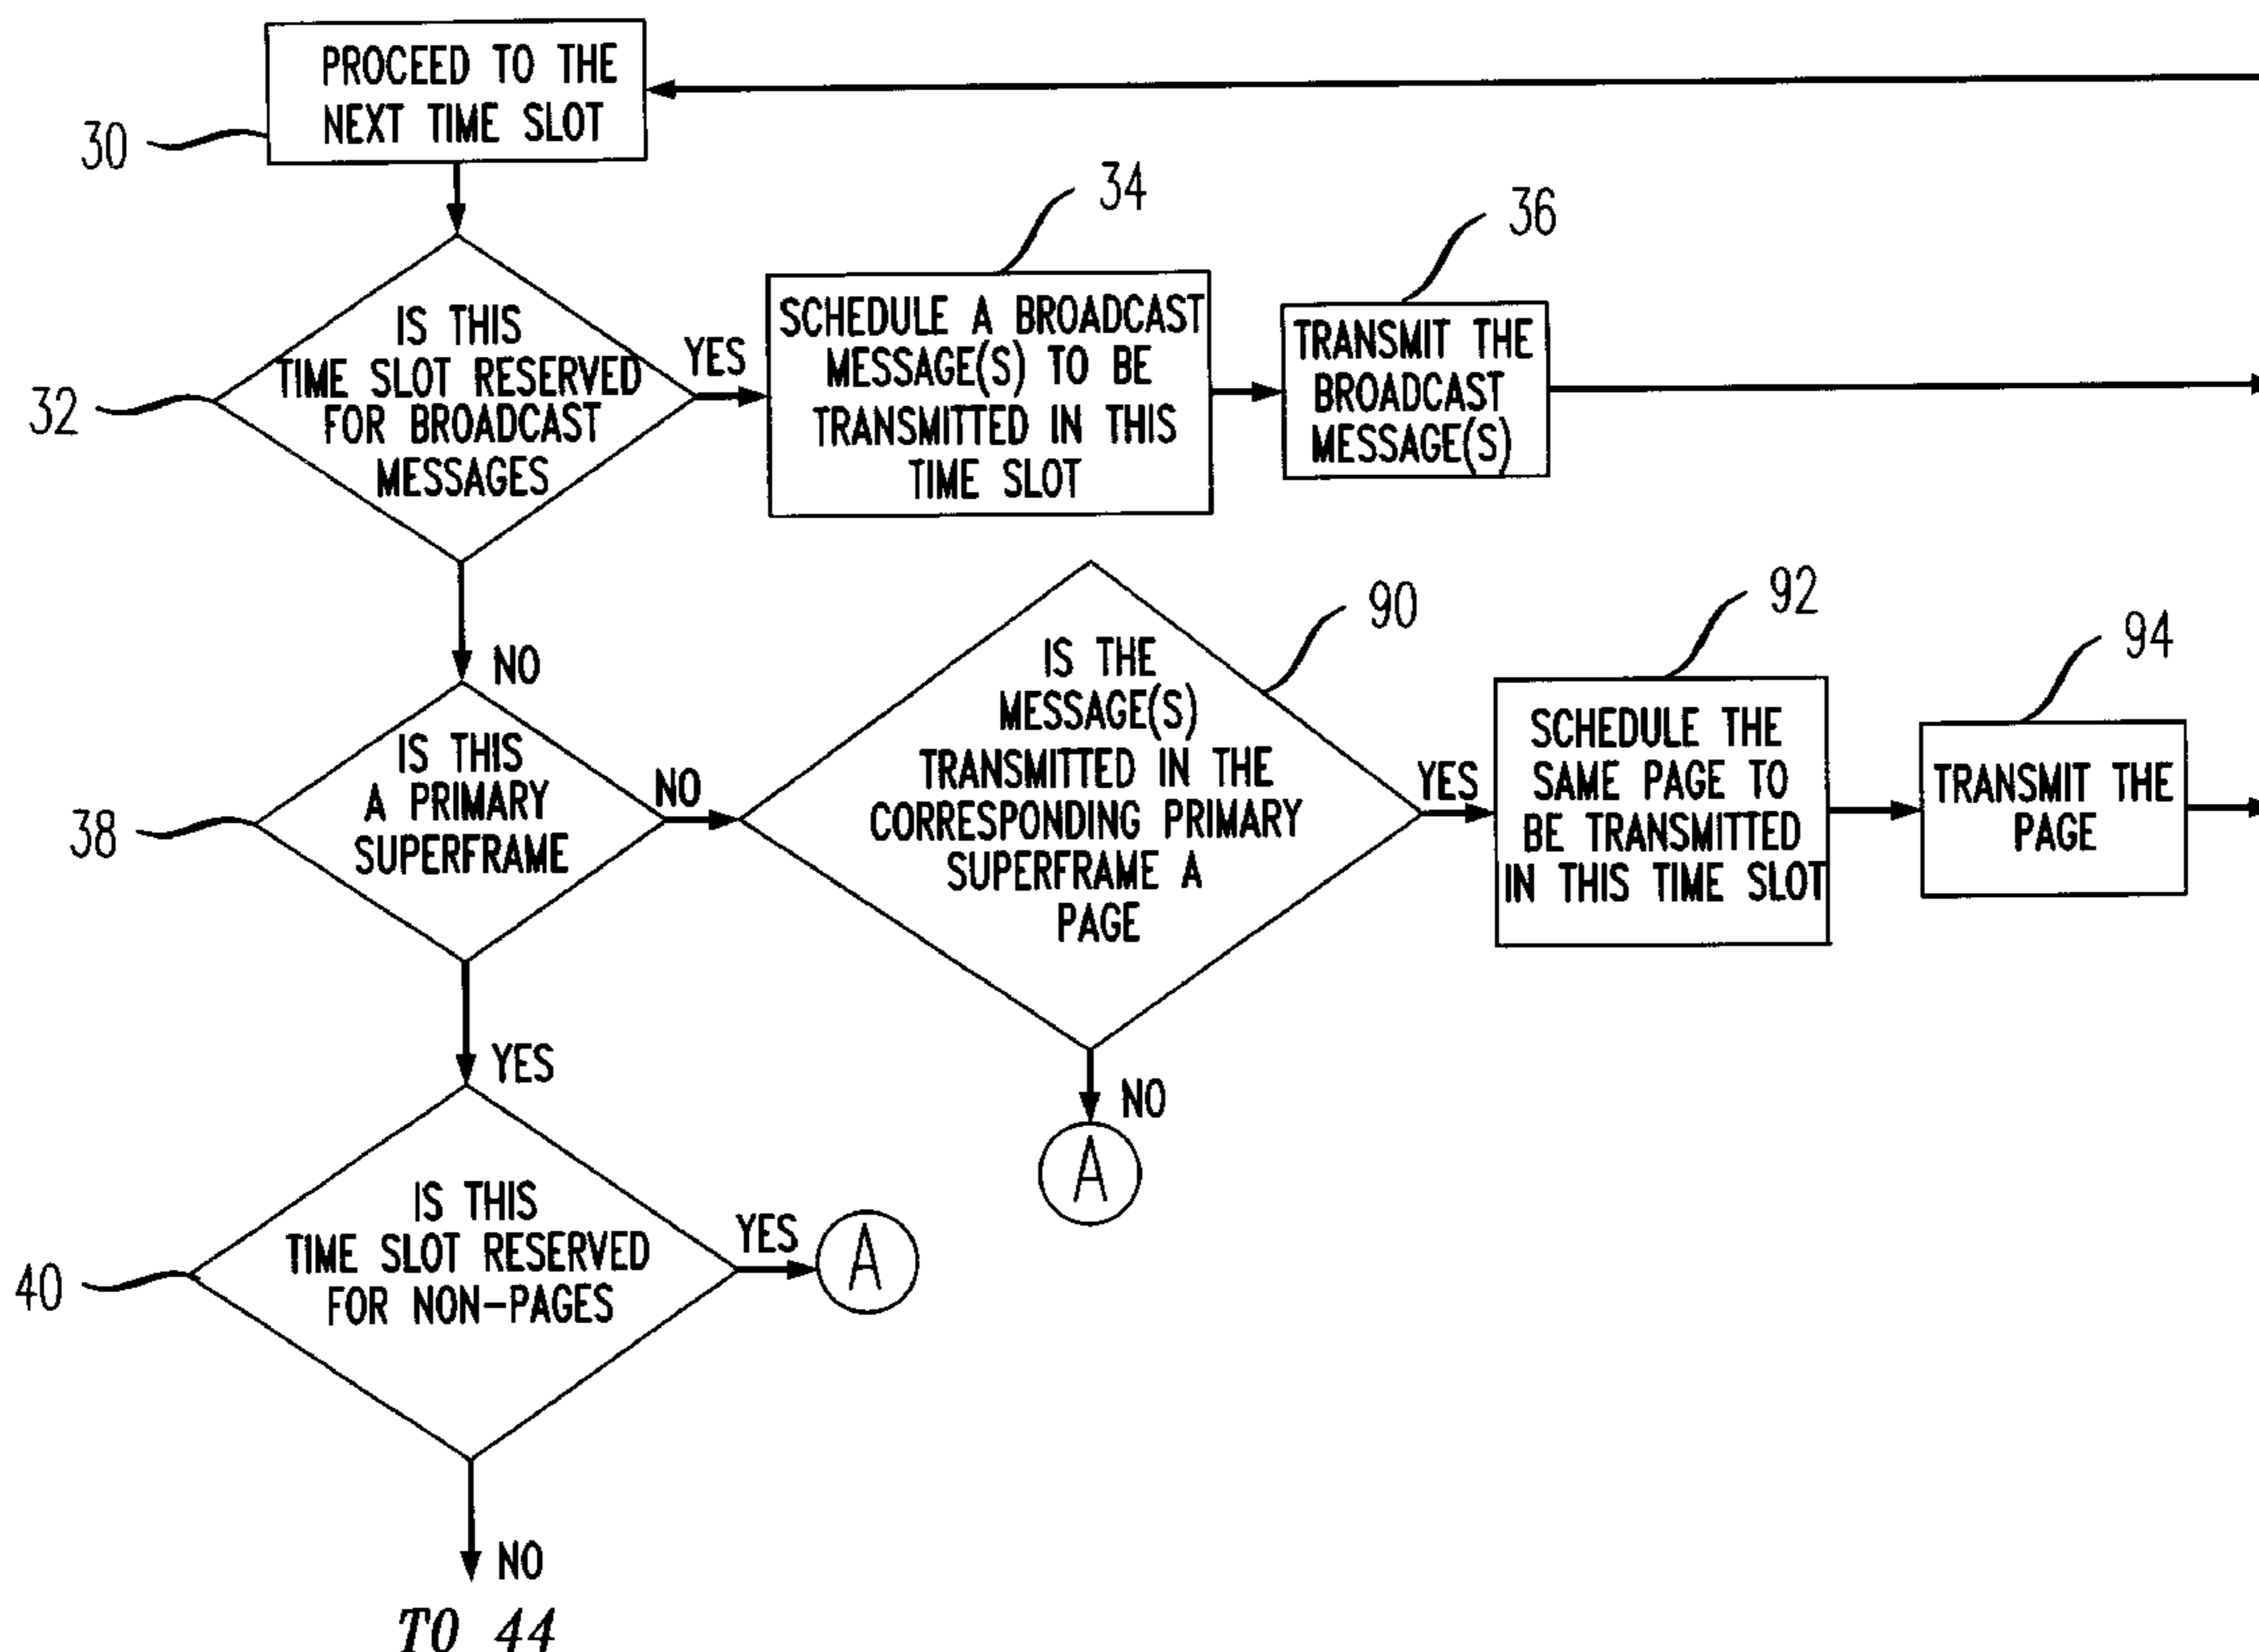 PROCEED TO THE
NEXT TIME SLOT
30
34
36
IS THIS
TIME SLOT RESERVED
FOR BROADCAST
MESSAGES
32
YES
SCHEDULE A BROADCAST
MESSAGE(S) TO BE
TRANSMITTED IN THIS
TIME SLOT
TRANSMIT THE
BROADCAST
MESSAGE(S)
NO
90
92
94
IS THIS
A PRIMARY
SUPERFRAME
38
NO
IS THE
MESSAGE(S)
TRANSMITTED IN THE
CORRESPONDING PRIMARY
SUPERFRAME A
PAGE
YES
SCHEDULE THE
SAME PAGE TO
BE TRANSMITTED
IN THIS TIME SLOT
TRANSMIT THE
PAGE
YES
NO
A
IS THIS
TIME SLOT RESERVED
FOR NON-PAGES
40
YES
A
NO
TO 44